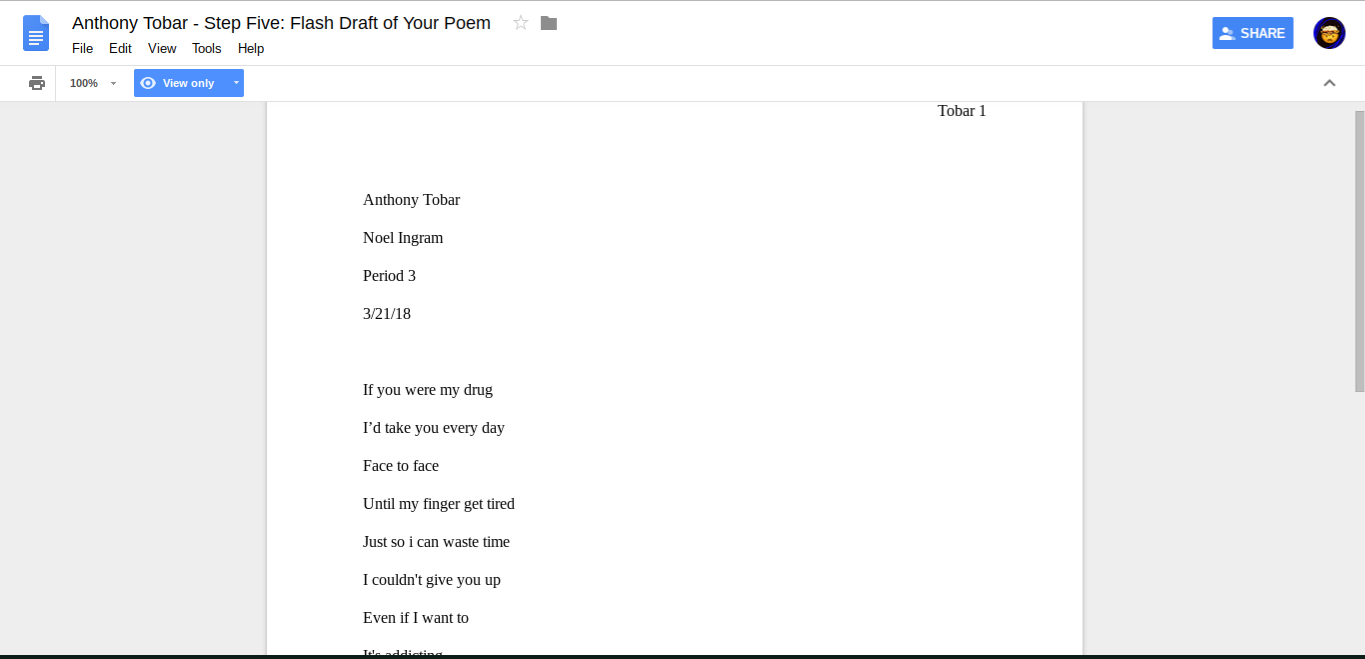 Anthony Tobar - Step Five: Flash Draft of Your Poem
File Edit View Tools Help
SHARE
100%
View only
Tobar 1
Anthony Tobar
Noel Ingram
Period 3
3/21/18
If you were my drug
I’d take you every day
Face to face
Until my finger get tired
Just so i can waste time
I couldn't give you up
Even if I want to
It's addicting